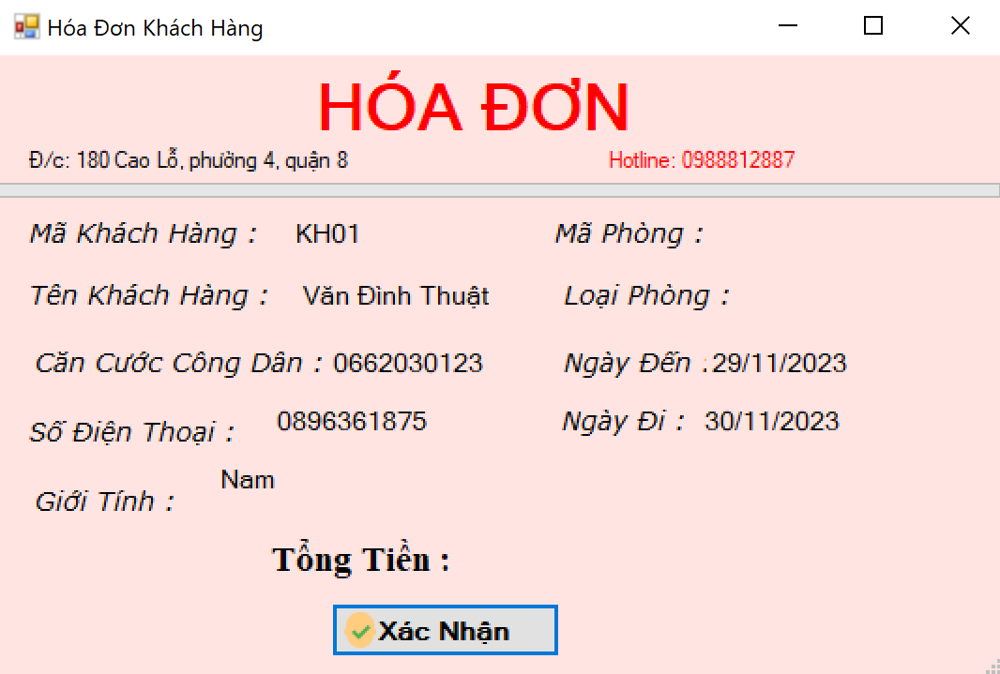 Hóa Đơn Khách Hàng
HÓA ĐƠN
Đ/c: 180 Cao Lỗ, phường 4, quận 8
Hotline: 0988812887
Mã Khách Hàng : KH01
Mã Phòng :
Tên Khách Hàng : Văn Đình Thuật
Loại Phòng :
Căn Cước Công Dân : 0662030123
Ngày Đến : 29/11/2023
Số Điện Thoại : 0896361875
Ngày Đi : 30/11/2023
Giới Tính : Nam
Tổng Tiền :
Xác Nhận